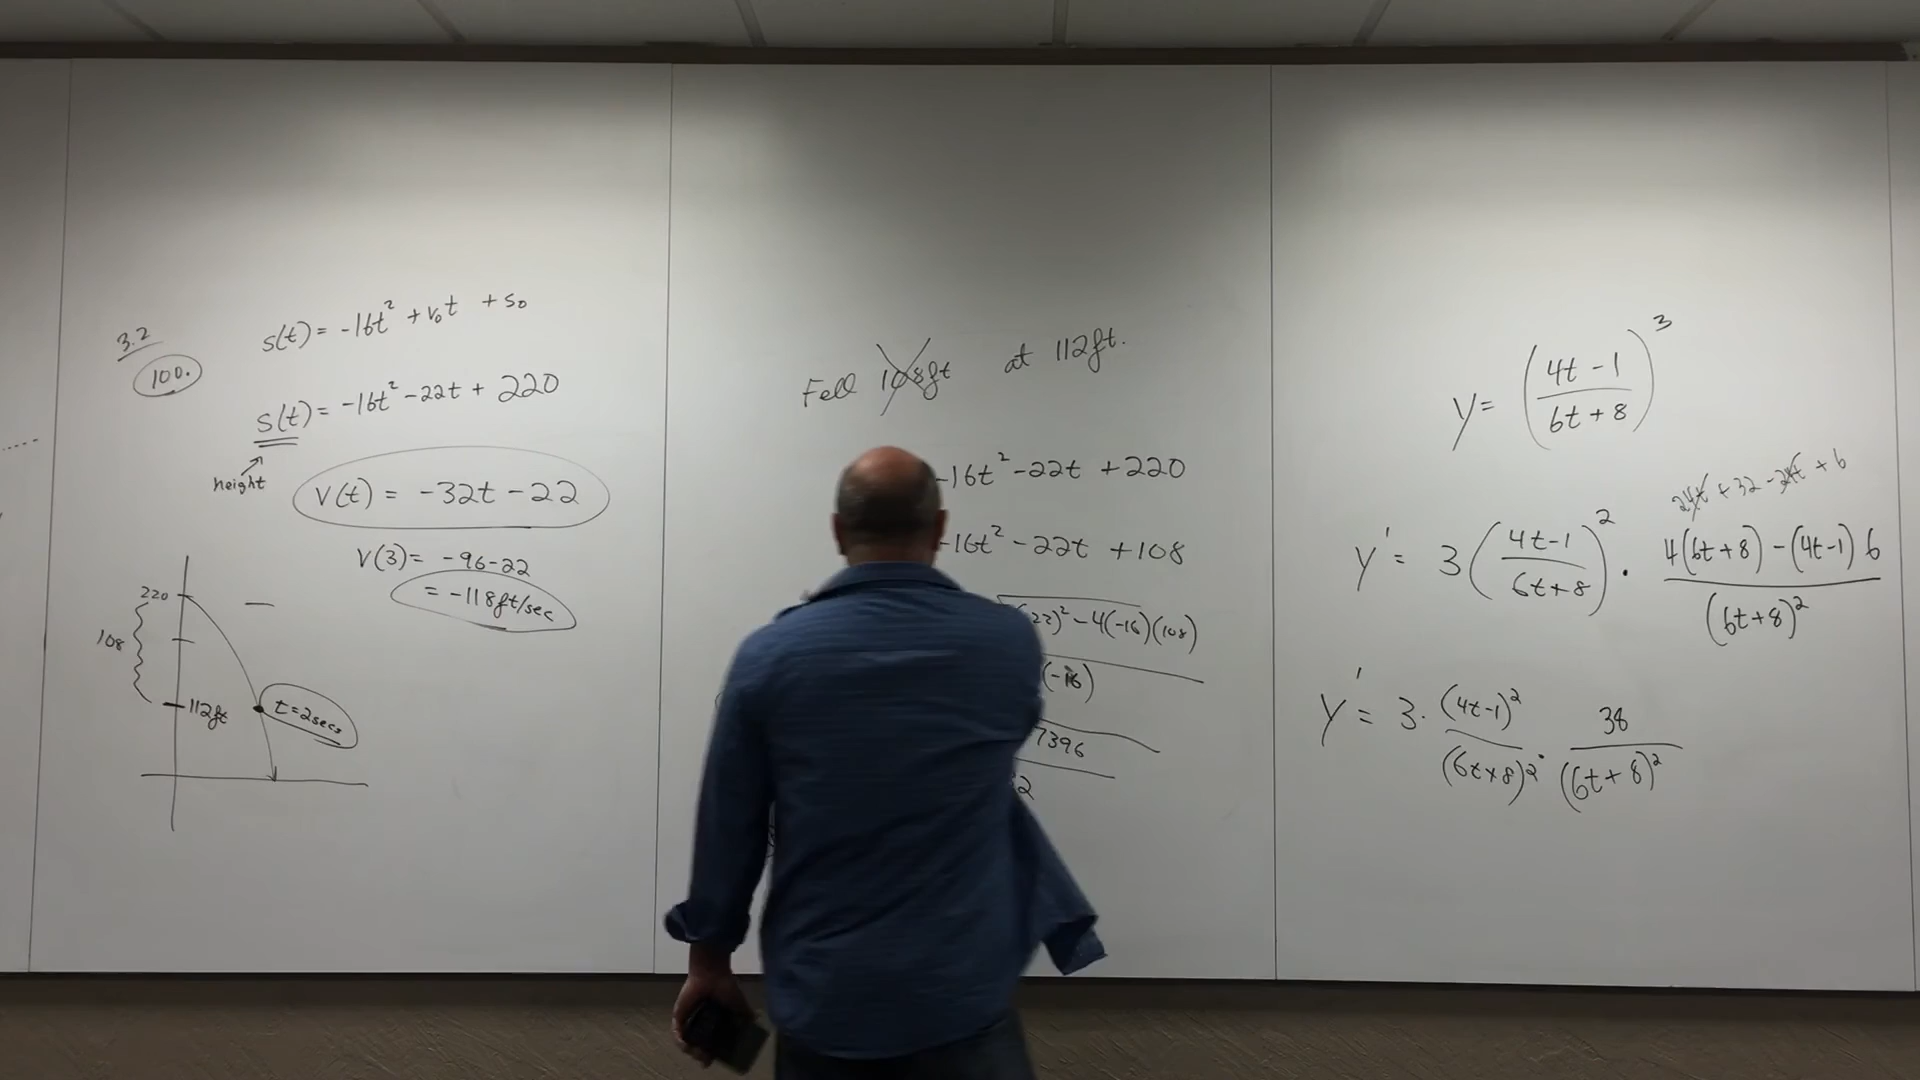 3.2
100.
s(t) = -16t² + v₀t + s₀
s(t) = -16t² - 22t + 220
height
v(t) = -32t - 22
v(3) = -96 - 22
= -118ft/sec
220
108
112ft
t=2secs
Fell 108ft at 112ft.
-16t² - 22t + 220
-16t² - 22t + 108
22)² - 4(-16)(108)
(-16)
7396
2
y = ((4t - 1)/(6t + 8))³
24t + 32 - 24t + 6
y' = 3((4t-1)/(6t+8))² · (4(6t+8) - (4t-1)6)/(6t+8)²
y' = 3 · (4t-1)²/(6t+8)² · 38/(6t+8)²